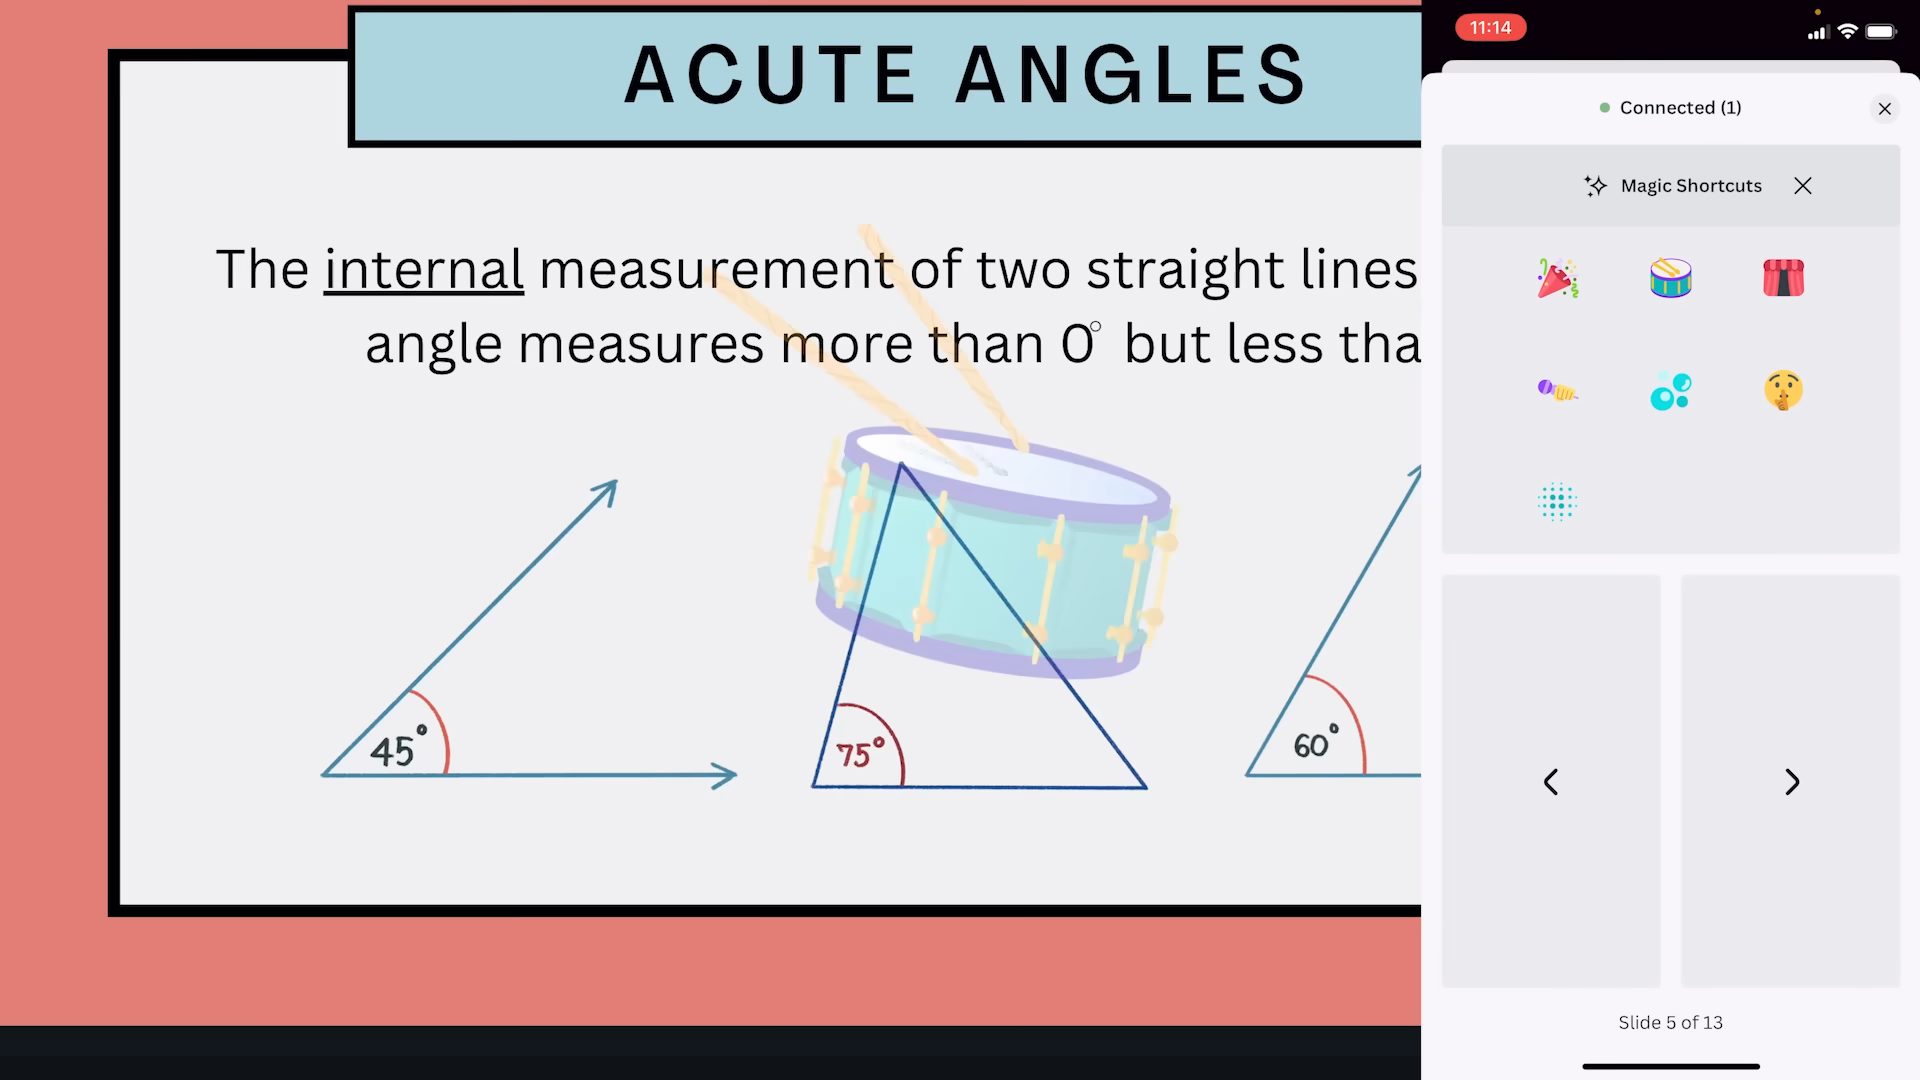 ACUTE ANGLES
The internal measurement of two straight lines
angle measures more than 0° but less tha
45°
75°
60°
11:14
Connected (1)
Magic Shortcuts
Slide 5 of 13